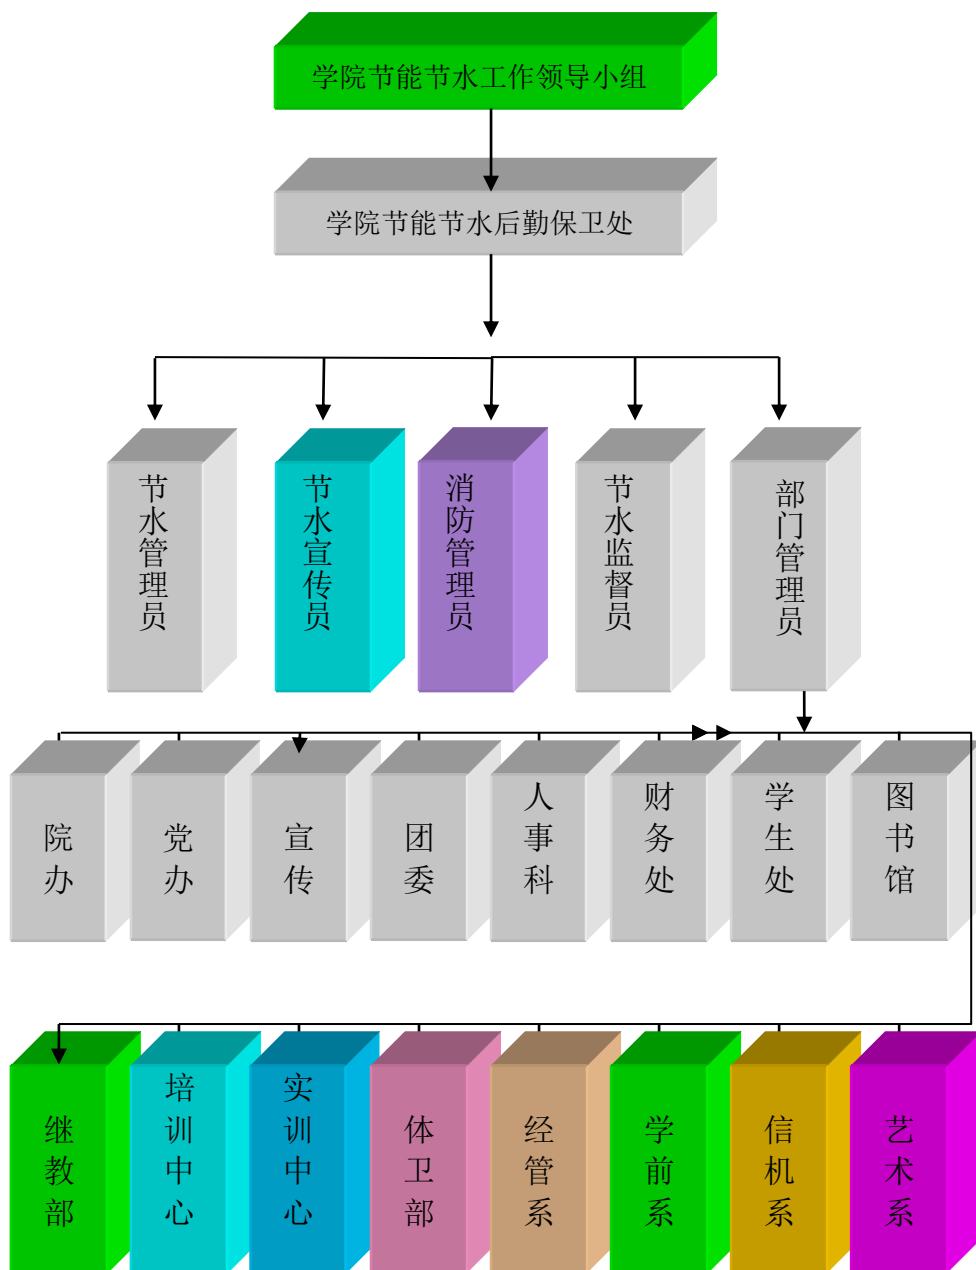 学院节能节水工作领导小组
学院节能节水后勤保卫处
节水管理员
节水宣传员
消防管理员
节水监督员
部门管理员
院办
党办
宣传
团委
人事科
财务处
学生处
图书馆
继教部
培训中心
实训中心
体卫部
经管系
学前系
信机系
艺术系